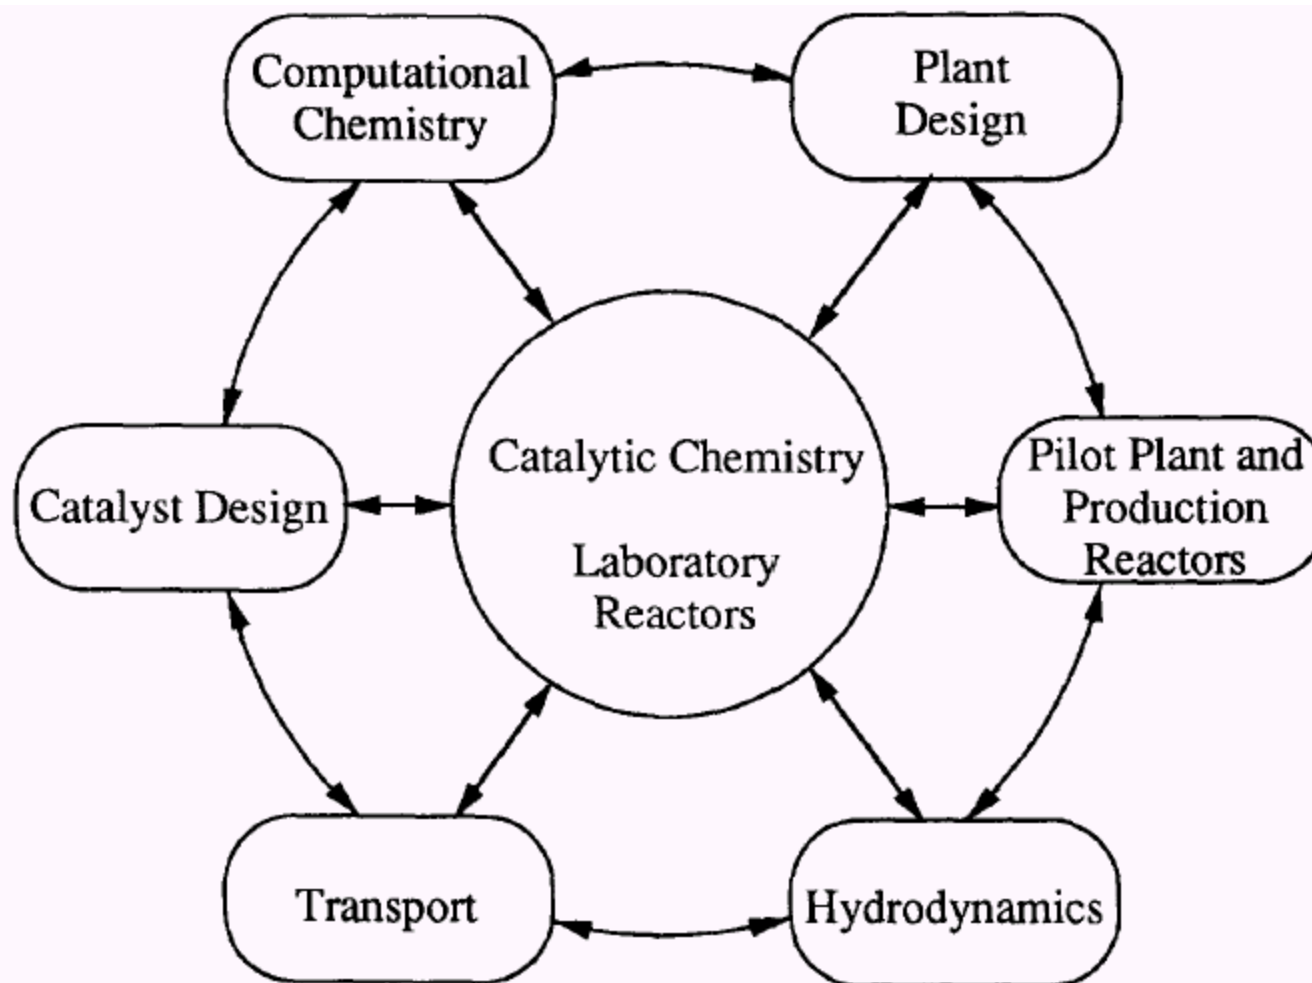 Computational
Chemistry
Plant
Design
Catalyst Design
Catalytic Chemistry
Laboratory
Reactors
Pilot Plant and
Production
Reactors
Transport
Hydrodynamics